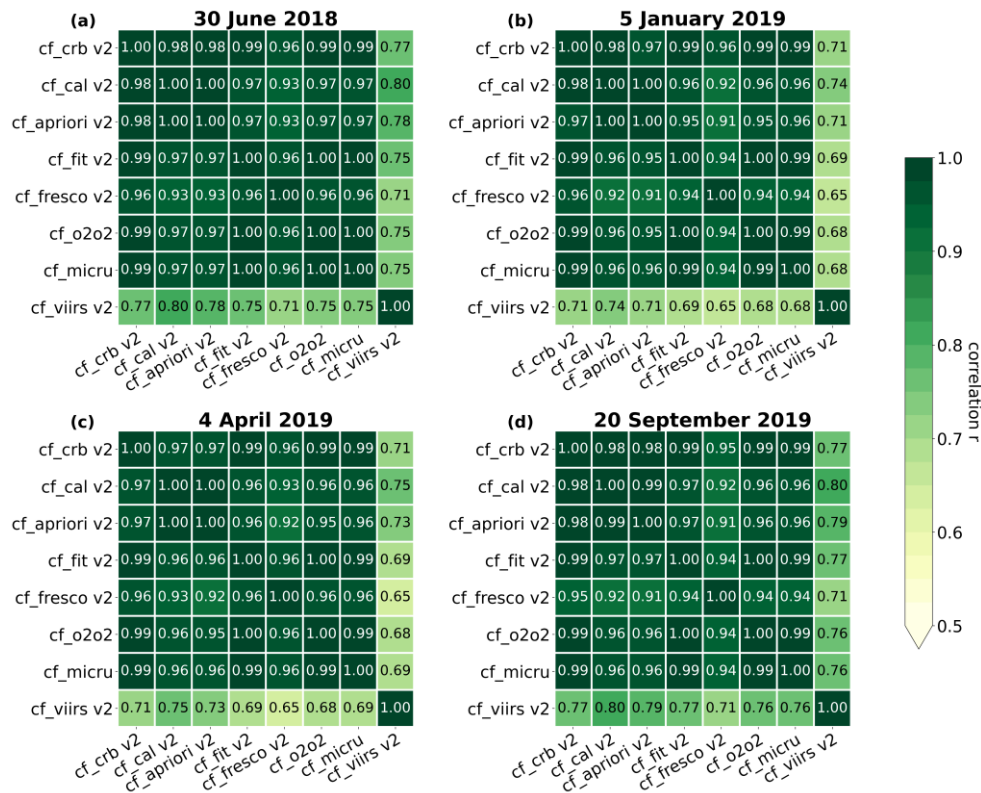 (a) 30 June 2018
cf_crb v2 1.00 0.98 0.98 0.99 0.96 0.99 0.99 0.77
cf_cal v2 0.98 1.00 1.00 0.97 0.93 0.97 0.97 0.80
cf_apriori v2 0.98 1.00 1.00 0.97 0.93 0.97 0.97 0.78
cf_fit v2 0.99 0.97 0.97 1.00 0.96 1.00 1.00 0.75
cf_fresco v2 0.96 0.93 0.93 0.96 1.00 0.96 0.96 0.71
cf_o2o2 0.99 0.97 0.97 1.00 0.96 1.00 1.00 0.75
cf_micru 0.99 0.97 0.97 1.00 0.96 1.00 1.00 0.75
cf_viirs v2 0.77 0.80 0.78 0.75 0.71 0.75 0.75 1.00
cf_crb v2 cf_cal v2 cf_apriori v2 cf_fit v2 cf_fresco v2 cf_o2o2 cf_micru cf_viirs v2
(b) 5 January 2019
cf_crb v2 1.00 0.98 0.97 0.99 0.96 0.99 0.99 0.71
cf_cal v2 0.98 1.00 1.00 0.96 0.92 0.96 0.96 0.74
cf_apriori v2 0.97 1.00 1.00 0.95 0.91 0.95 0.96 0.71
cf_fit v2 0.99 0.96 0.95 1.00 0.94 1.00 0.99 0.69
cf_fresco v2 0.96 0.92 0.91 0.94 1.00 0.94 0.94 0.65
cf_o2o2 0.99 0.96 0.95 1.00 0.94 1.00 0.99 0.68
cf_micru 0.99 0.96 0.96 0.99 0.94 0.99 1.00 0.68
cf_viirs v2 0.71 0.74 0.71 0.69 0.65 0.68 0.68 1.00
cf_crb v2 cf_cal v2 cf_apriori v2 cf_fit v2 cf_fresco v2 cf_o2o2 cf_micru cf_viirs v2
(c) 4 April 2019
cf_crb v2 1.00 0.97 0.97 0.99 0.96 0.99 0.99 0.71
cf_cal v2 0.97 1.00 1.00 0.96 0.93 0.96 0.96 0.75
cf_apriori v2 0.97 1.00 1.00 0.96 0.92 0.95 0.96 0.73
cf_fit v2 0.99 0.96 0.96 1.00 0.96 1.00 0.99 0.69
cf_fresco v2 0.96 0.93 0.92 0.96 1.00 0.96 0.96 0.65
cf_o2o2 0.99 0.96 0.95 1.00 0.96 1.00 0.99 0.68
cf_micru 0.99 0.96 0.96 0.99 0.96 0.99 1.00 0.69
cf_viirs v2 0.71 0.75 0.73 0.69 0.65 0.68 0.69 1.00
cf_crb v2 cf_cal v2 cf_apriori v2 cf_fit v2 cf_fresco v2 cf_o2o2 cf_micru cf_viirs v2
(d) 20 September 2019
cf_crb v2 1.00 0.98 0.98 0.99 0.95 0.99 0.99 0.77
cf_cal v2 0.98 1.00 0.99 0.97 0.92 0.96 0.96 0.80
cf_apriori v2 0.98 0.99 1.00 0.97 0.91 0.96 0.96 0.79
cf_fit v2 0.99 0.97 0.97 1.00 0.94 1.00 0.99 0.77
cf_fresco v2 0.95 0.92 0.91 0.94 1.00 0.94 0.94 0.71
cf_o2o2 0.99 0.96 0.96 1.00 0.94 1.00 0.99 0.76
cf_micru 0.99 0.96 0.96 0.99 0.94 0.99 1.00 0.76
cf_viirs v2 0.77 0.80 0.79 0.77 0.71 0.76 0.76 1.00
cf_crb v2 cf_cal v2 cf_apriori v2 cf_fit v2 cf_fresco v2 cf_o2o2 cf_micru cf_viirs v2
1.0
0.9
0.8
0.7
0.6
0.5
correlation r